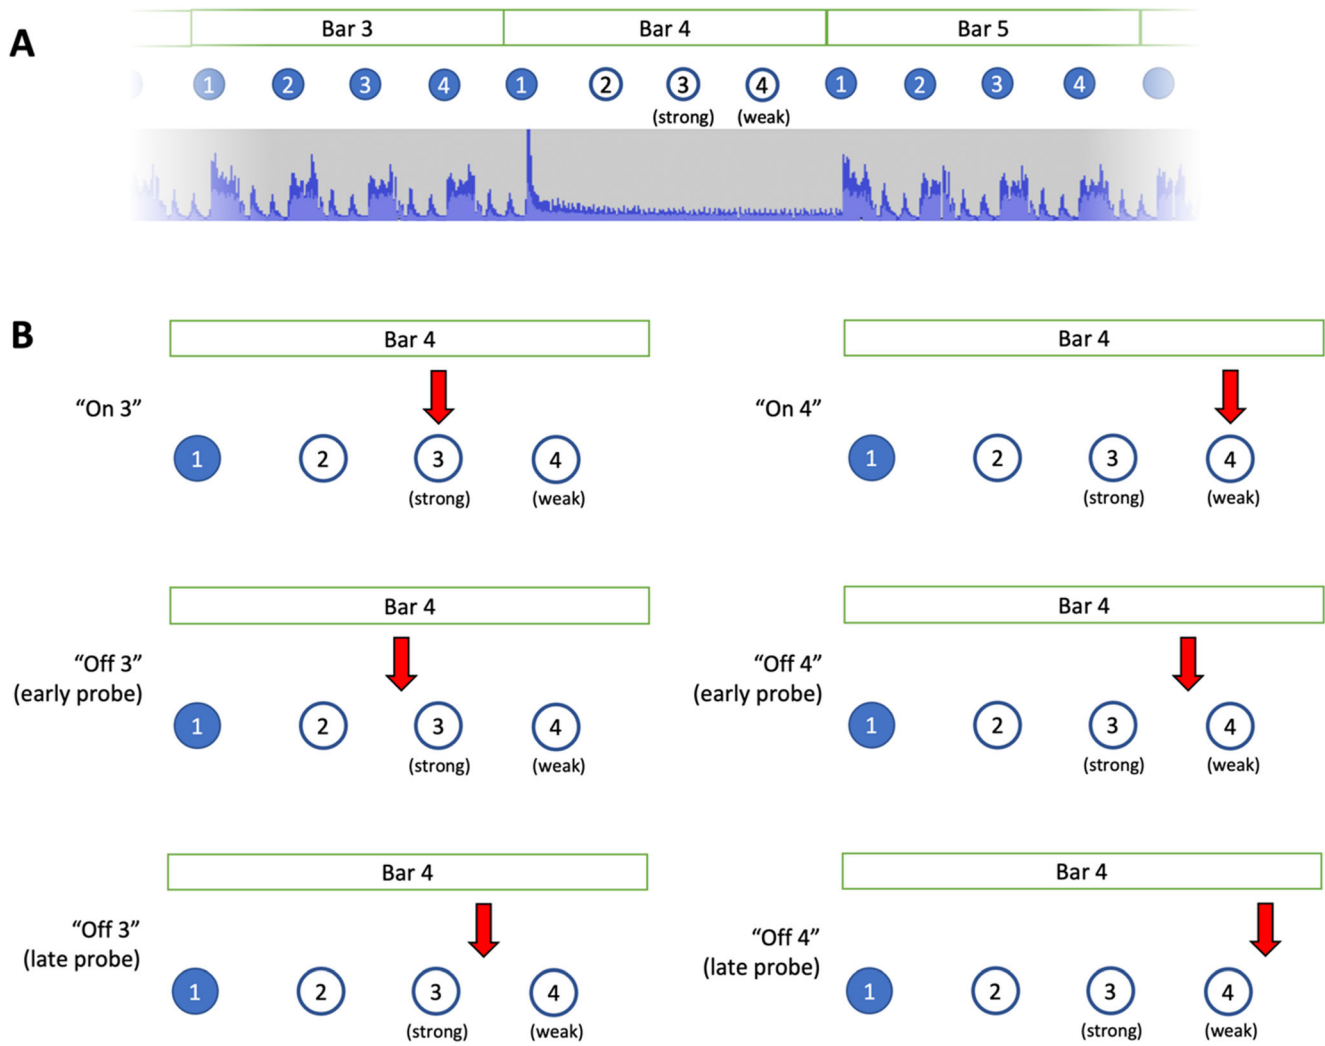 A
Bar 3 Bar 4 Bar 5
1 2 3 4 1 2 3 4 1 2 3 4
(strong) (weak)
B
Bar 4
“On 3”
1 2 3 4
(strong) (weak)
Bar 4
“On 4”
1 2 3 4
(strong) (weak)
Bar 4
“Off 3”
(early probe)
1 2 3 4
(strong) (weak)
Bar 4
“Off 4”
(early probe)
1 2 3 4
(strong) (weak)
Bar 4
“Off 3”
(late probe)
1 2 3 4
(strong) (weak)
Bar 4
“Off 4”
(late probe)
1 2 3 4
(strong) (weak)